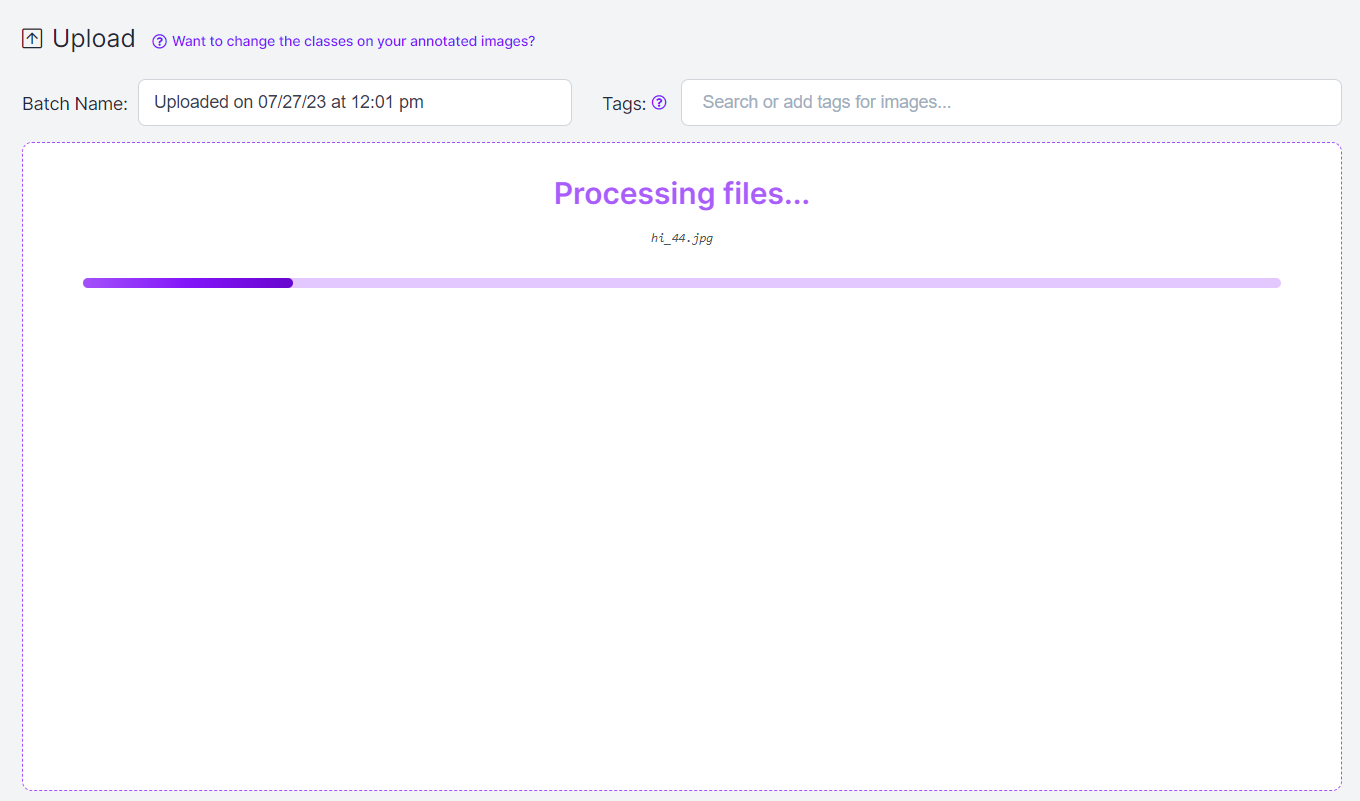 Upload
Want to change the classes on your annotated images?
Batch Name: Uploaded on 07/27/23 at 12:01 pm Tags: Search or add tags for images...
Processing files...
hi_44.jpg